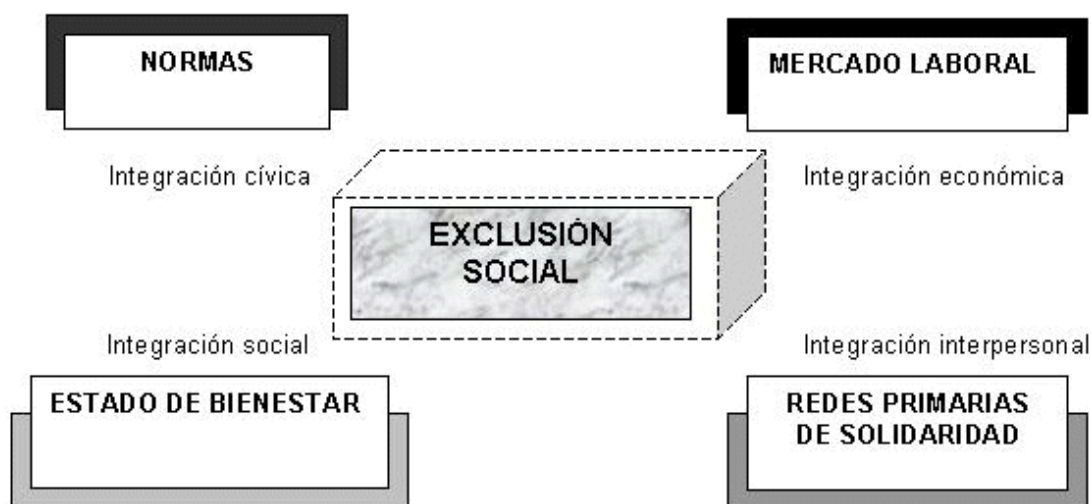 NORMAS
MERCADO LABORAL
Integración cívica
Integración económica
EXCLUSIÓN
SOCIAL
Integración social
Integración interpersonal
ESTADO DE BIENESTAR
REDES PRIMARIAS
DE SOLIDARIDAD